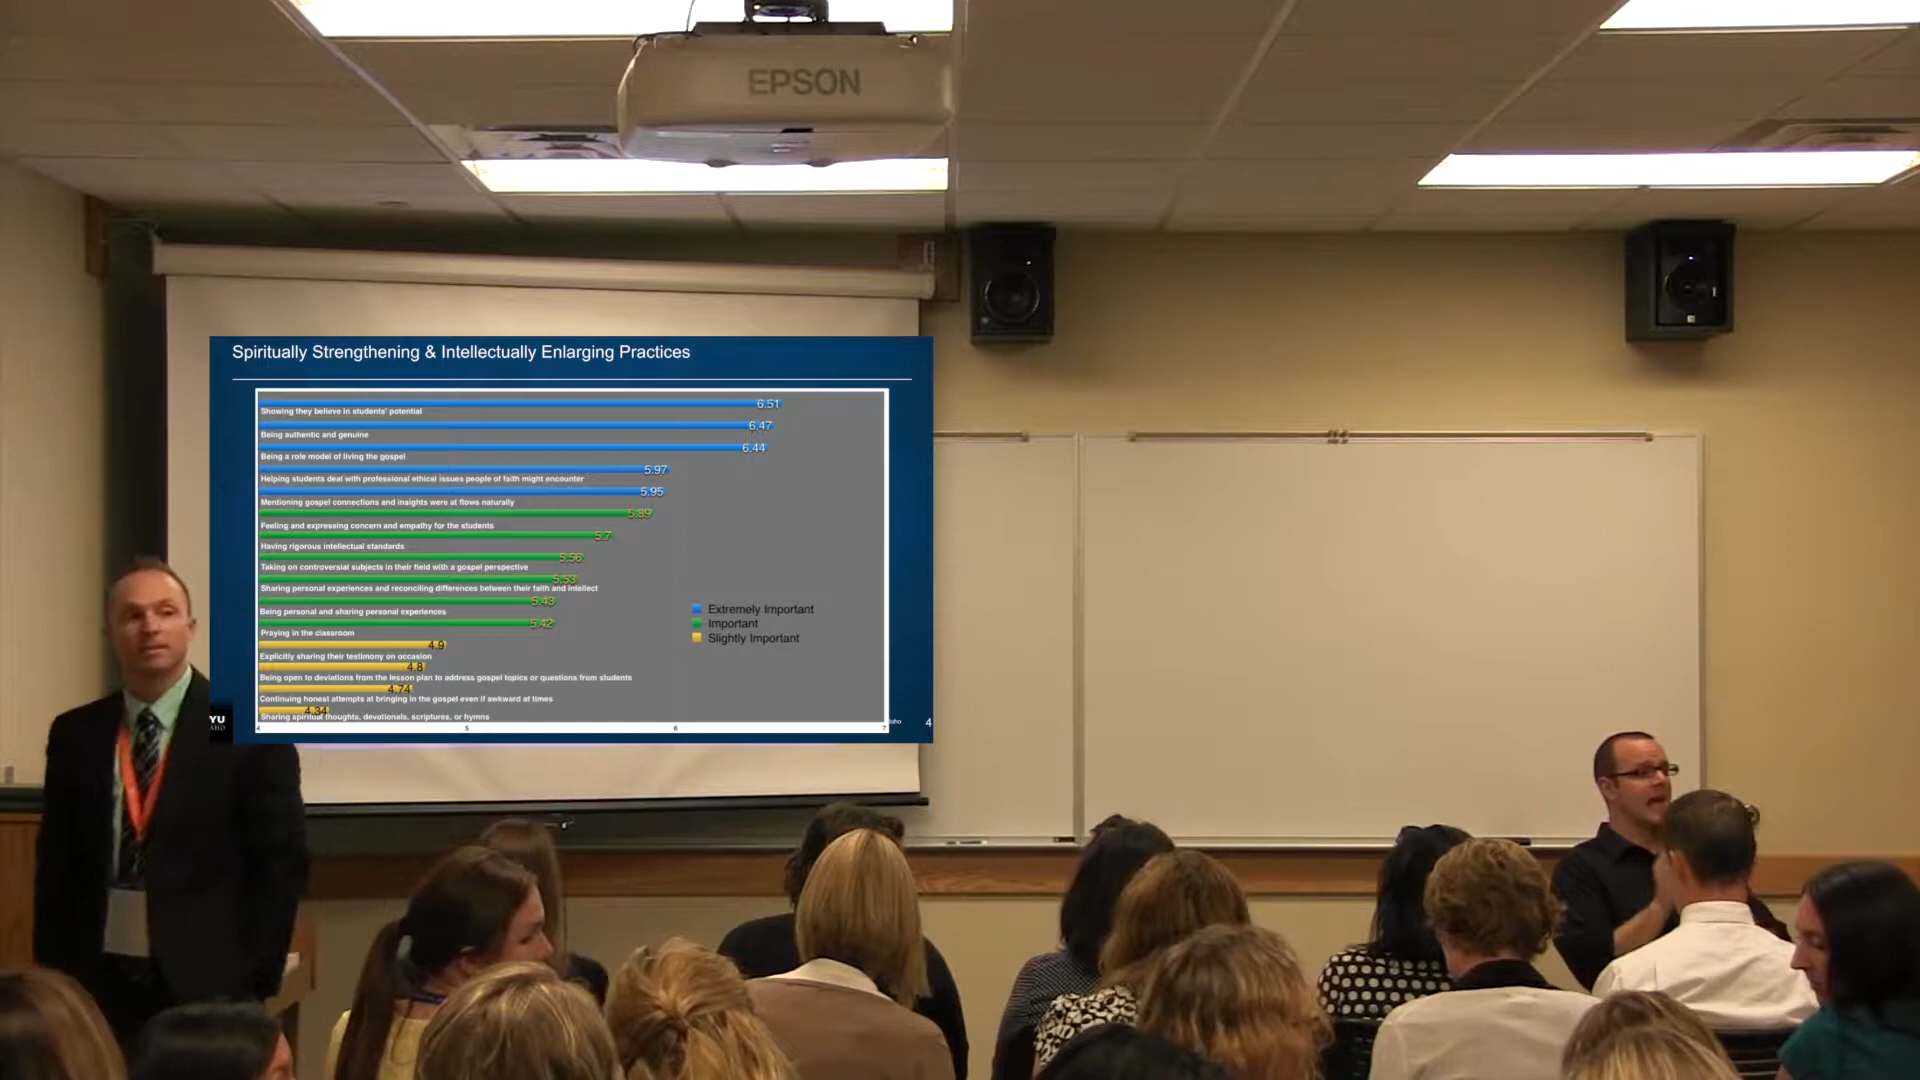 EPSON
Spiritually Strengthening & Intellectually Enlarging Practices
6.51
Showing they believe in students' potential
6.47
Being authentic and genuine
6.44
Being a role model of living the gospel
5.97
Helping students deal with professional ethical issues people of faith might encounter
5.95
Mentioning gospel connections and insights were at flows naturally
5.89
Feeling and expressing concern and empathy for the students
5.7
Having rigorous intellectual standards
5.56
Taking on controversial subjects in their field with a gospel perspective
5.53
Sharing personal experiences and reconciling differences between their faith and intellect
5.43
Being personal and sharing personal experiences
5.42
Praying in the classroom
4.9
Explicitly sharing their testimony on occasion
4.8
Being open to deviations from the lesson plan to address gospel topics or questions from students
4.74
Continuing honest attempts at bringing in the gospel even if awkward at times
4.34
Sharing spiritual thoughts, devotionals, scriptures, or hymns
4 5 6 7
Extremely Important
Important
Slightly Important
YU
AHO
daho
4